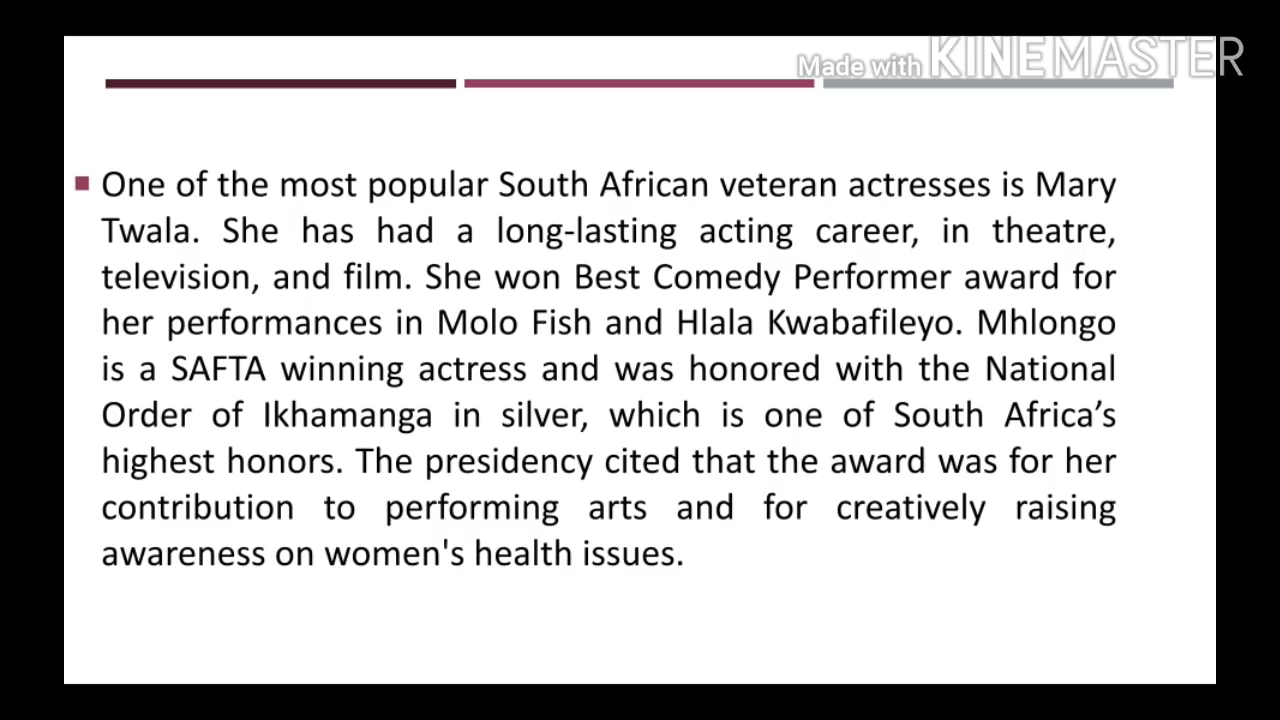 Made with KINEMASTER
▪ One of the most popular South African veteran actresses is Mary
Twala. She has had a long-lasting acting career, in theatre,
television, and film. She won Best Comedy Performer award for
her performances in Molo Fish and Hlala Kwabafileyo. Mhlongo
is a SAFTA winning actress and was honored with the National
Order of Ikhamanga in silver, which is one of South Africa’s
highest honors. The presidency cited that the award was for her
contribution to performing arts and for creatively raising
awareness on women's health issues.